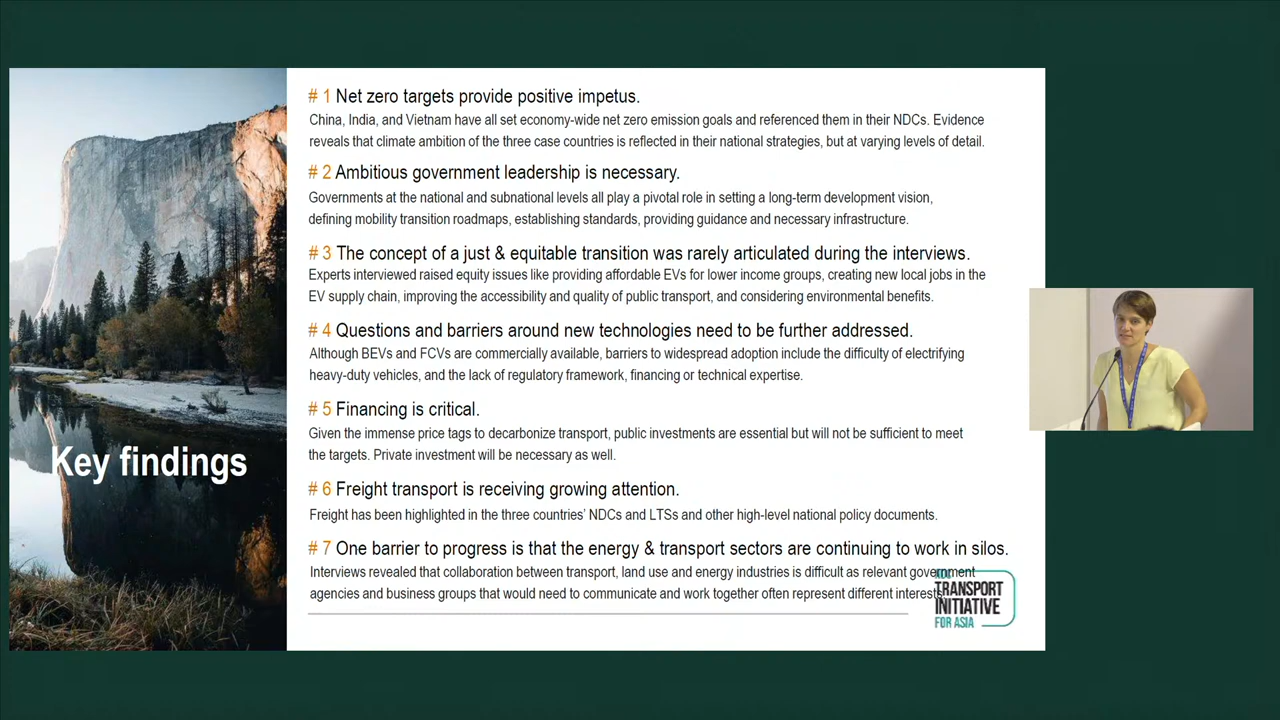 Key findings
# 1 Net zero targets provide positive impetus.
China, India, and Vietnam have all set economy-wide net zero emission goals and referenced them in their NDCs. Evidence
reveals that climate ambition of the three case countries is reflected in their national strategies, but at varying levels of detail.
# 2 Ambitious government leadership is necessary.
Governments at the national and subnational levels all play a pivotal role in setting a long-term development vision,
defining mobility transition roadmaps, establishing standards, providing guidance and necessary infrastructure.
# 3 The concept of a just & equitable transition was rarely articulated during the interviews.
Experts interviewed raised equity issues like providing affordable EVs for lower income groups, creating new local jobs in the
EV supply chain, improving the accessibility and quality of public transport, and considering environmental benefits.
# 4 Questions and barriers around new technologies need to be further addressed.
Although BEVs and FCVs are commercially available, barriers to widespread adoption include the difficulty of electrifying
heavy-duty vehicles, and the lack of regulatory framework, financing or technical expertise.
# 5 Financing is critical.
Given the immense price tags to decarbonize transport, public investments are essential but will not be sufficient to meet
the targets. Private investment will be necessary as well.
# 6 Freight transport is receiving growing attention.
Freight has been highlighted in the three countries' NDCs and LTSs and other high-level national policy documents.
# 7 One barrier to progress is that the energy & transport sectors are continuing to work in silos.
Interviews revealed that collaboration between transport, land use and energy industries is difficult as relevant government
agencies and business groups that would need to communicate and work together often represent different interests.
TRANSPORT
INITIATIVE
FOR ASIA